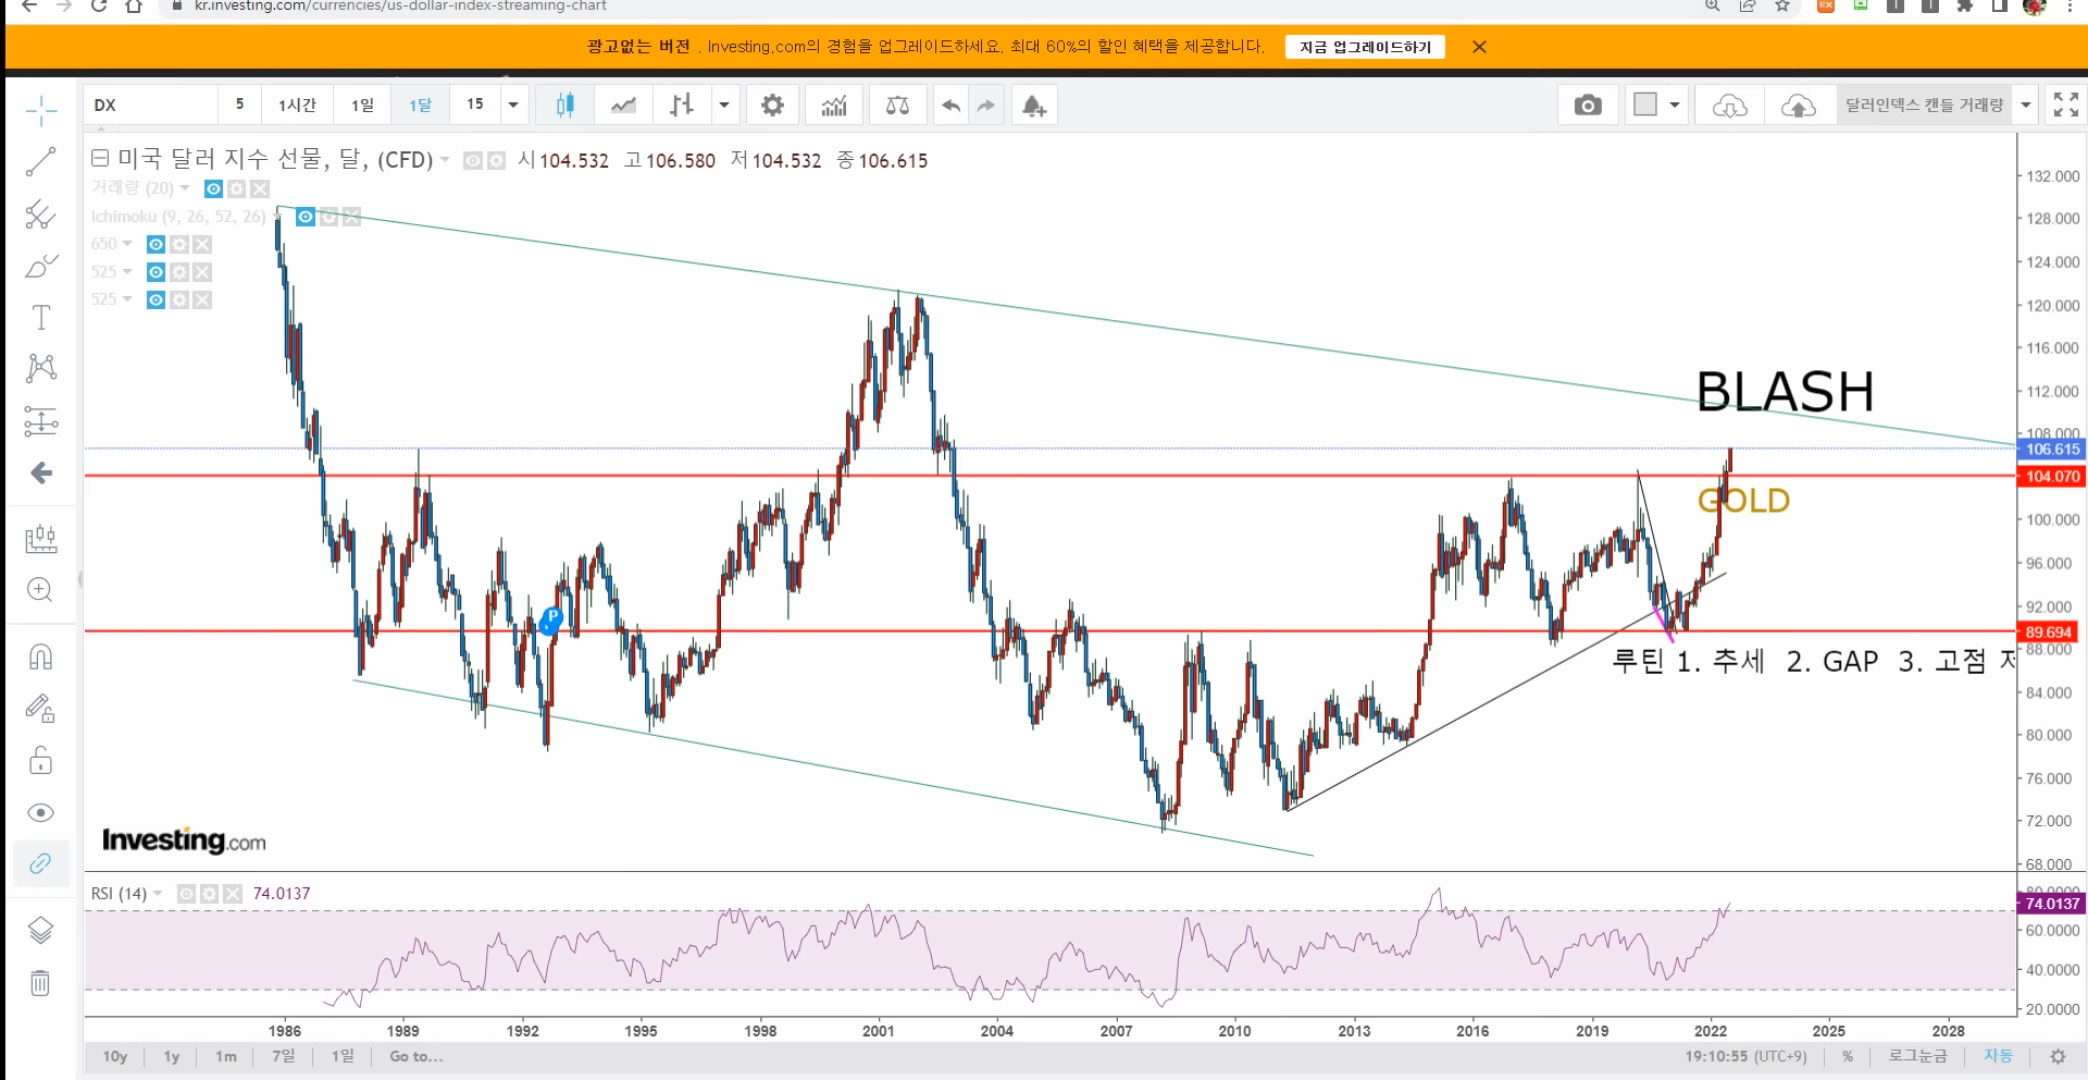 kr.investing.com/currencies/us-dollar-index-streaming-chart
광고없는 버전 . Investing.com의 경험을 업그레이드하세요. 최대 60%의 할인 혜택을 제공합니다. 지금 업그레이드하기
DX 5 1시간 1일 1달 15 달러인덱스 캔들 거래량
미국 달러 지수 선물, 달, (CFD) 시 104.532 고 106.580 저 104.532 종 106.615
거래량 (20)
Ichimoku (9, 26, 52, 26)
650
525
525
132.000
128.000
124.000
120.000
116.000
112.000
BLASH
108.000
106.615
104.070
GOLD
100.000
96.000
92.000
89.694
88.000
루틴 1. 추세 2. GAP 3. 고점 저
84.000
80.000
76.000
72.000
68.000
Investing.com
RSI (14) 74.0137
80.0000
74.0137
60.0000
40.0000
20.0000
1986 1989 1992 1995 1998 2001 2004 2007 2010 2013 2016 2019 2022 2025 2028
10y 1y 1m 7일 1일 Go to... 19:10:55 (UTC+9) % 로그눈금 자동